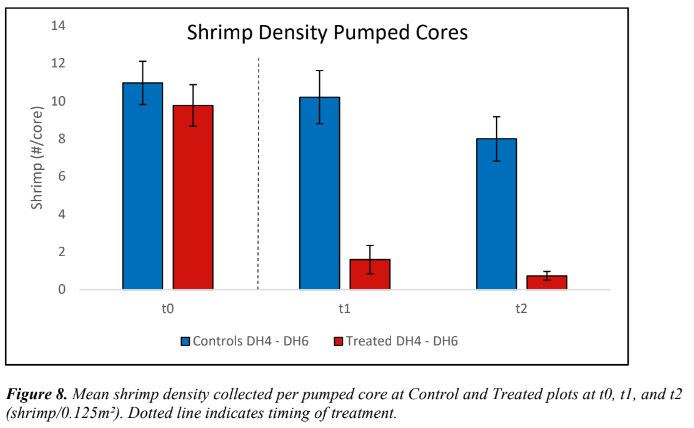 Shrimp Density Pumped Cores
14
12
10
8
6
4
2
0
Shrimp (#/core)
t0 t1 t2
Controls DH4 - DH6 Treated DH4 - DH6
Figure 8. Mean shrimp density collected per pumped core at Control and Treated plots at t0, t1, and t2
(shrimp/0.125m²). Dotted line indicates timing of treatment.